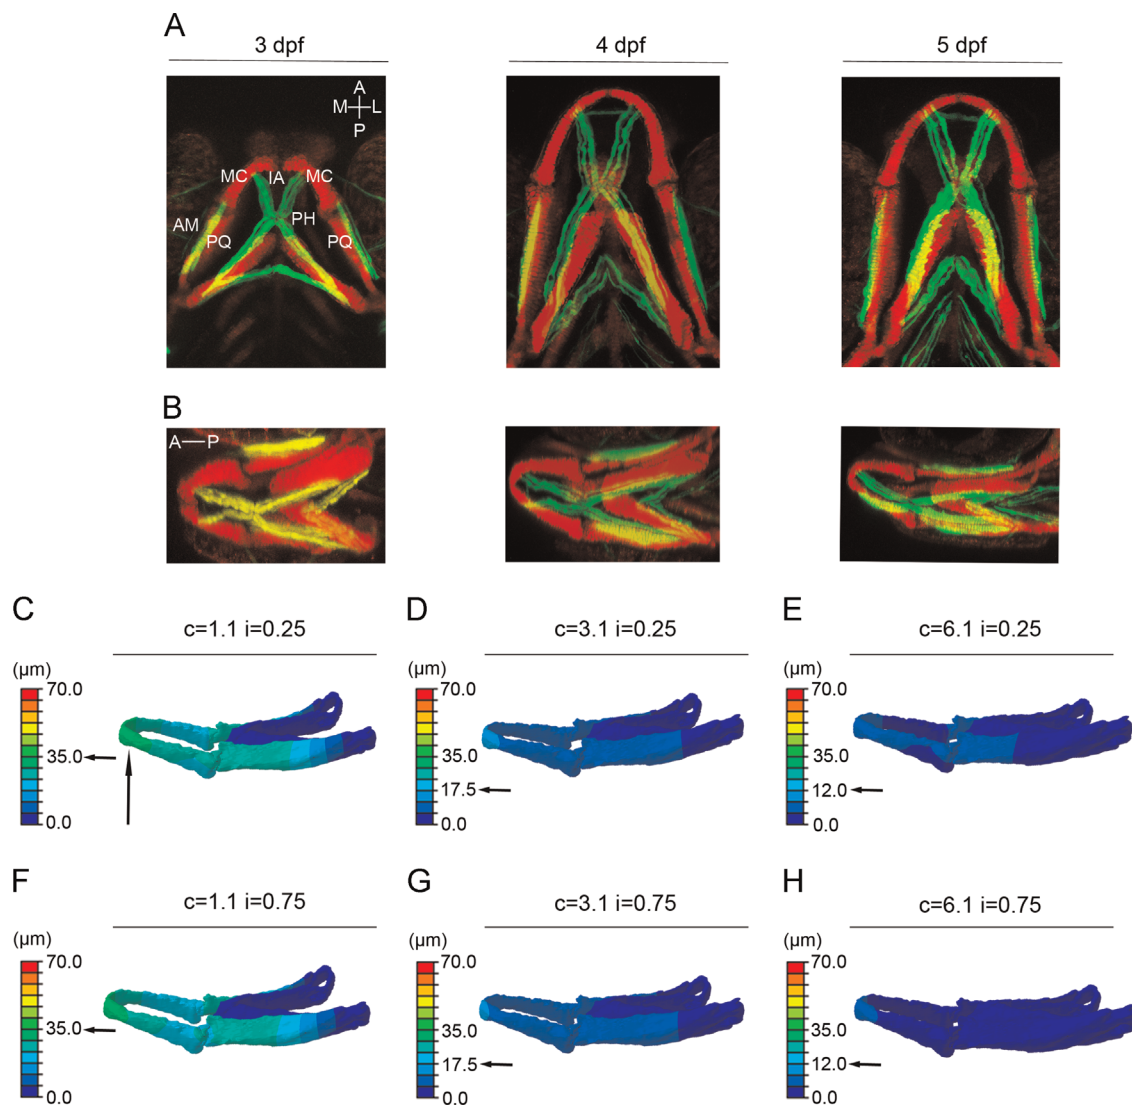 A
3 dpf
4 dpf
5 dpf
A
M L
P
MC IA MC
AM PH
PQ PQ
B
A P
C
c=1.1 i=0.25
(µm)
70.0
35.0
0.0
D
c=3.1 i=0.25
(µm)
70.0
35.0
17.5
0.0
E
c=6.1 i=0.25
(µm)
70.0
35.0
12.0
0.0
F
c=1.1 i=0.75
(µm)
70.0
35.0
0.0
G
c=3.1 i=0.75
(µm)
70.0
35.0
17.5
0.0
H
c=6.1 i=0.75
(µm)
70.0
35.0
12.0
0.0